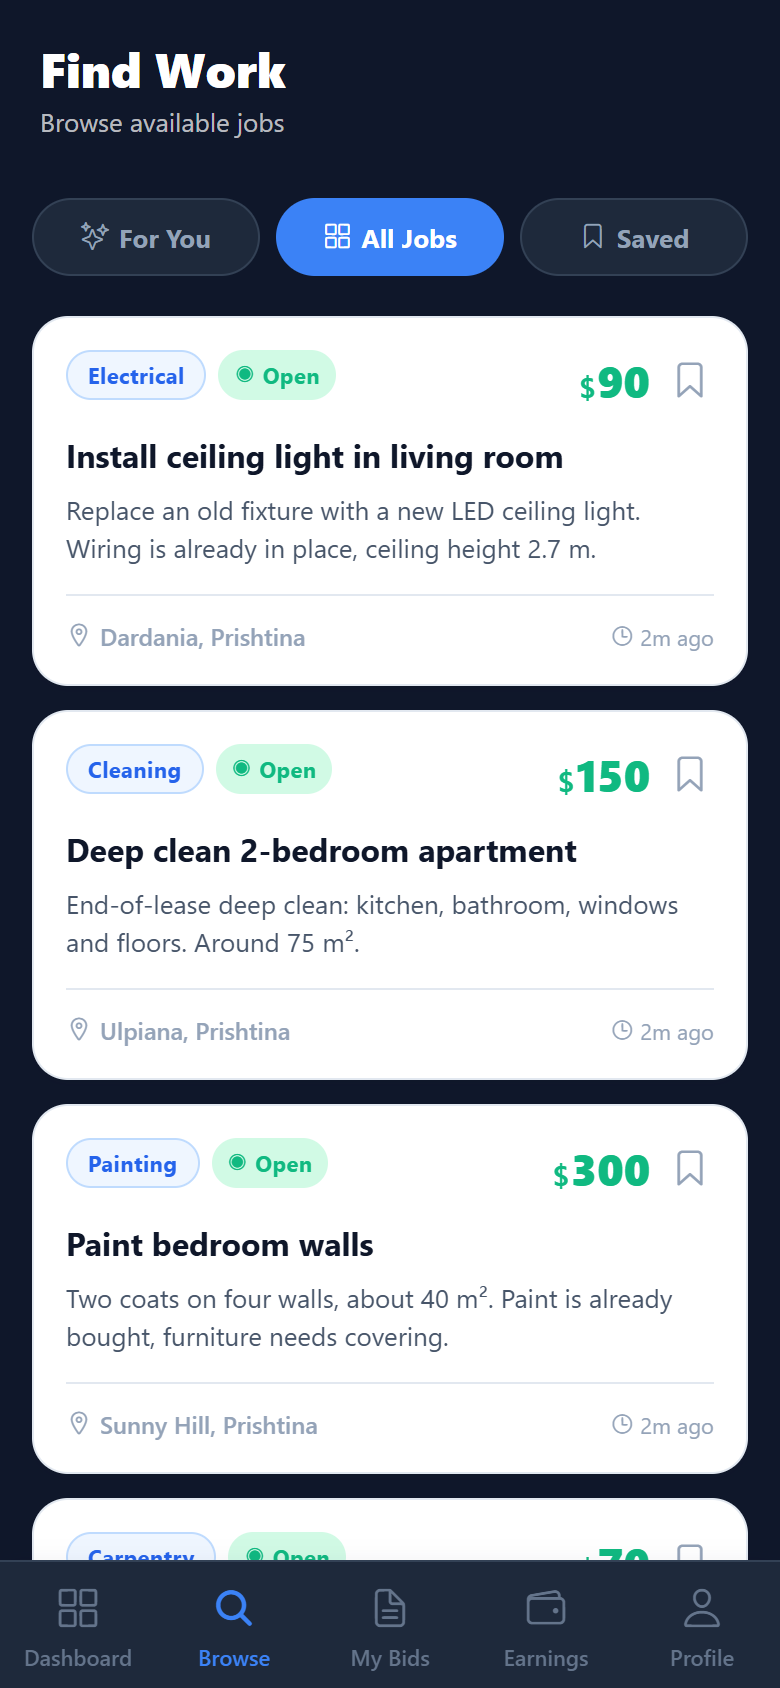 Find Work
Browse available jobs
For You
All Jobs
Saved
Electrical
Open
$90
Install ceiling light in living room
Replace an old fixture with a new LED ceiling light.
Wiring is already in place, ceiling height 2.7 m.
Dardania, Prishtina
2m ago
Cleaning
Open
$150
Deep clean 2-bedroom apartment
End-of-lease deep clean: kitchen, bathroom, windows
and floors. Around 75 m².
Ulpiana, Prishtina
2m ago
Painting
Open
$300
Paint bedroom walls
Two coats on four walls, about 40 m². Paint is already
bought, furniture needs covering.
Sunny Hill, Prishtina
2m ago
Carpentry
Open
$70
Dashboard
Browse
My Bids
Earnings
Profile